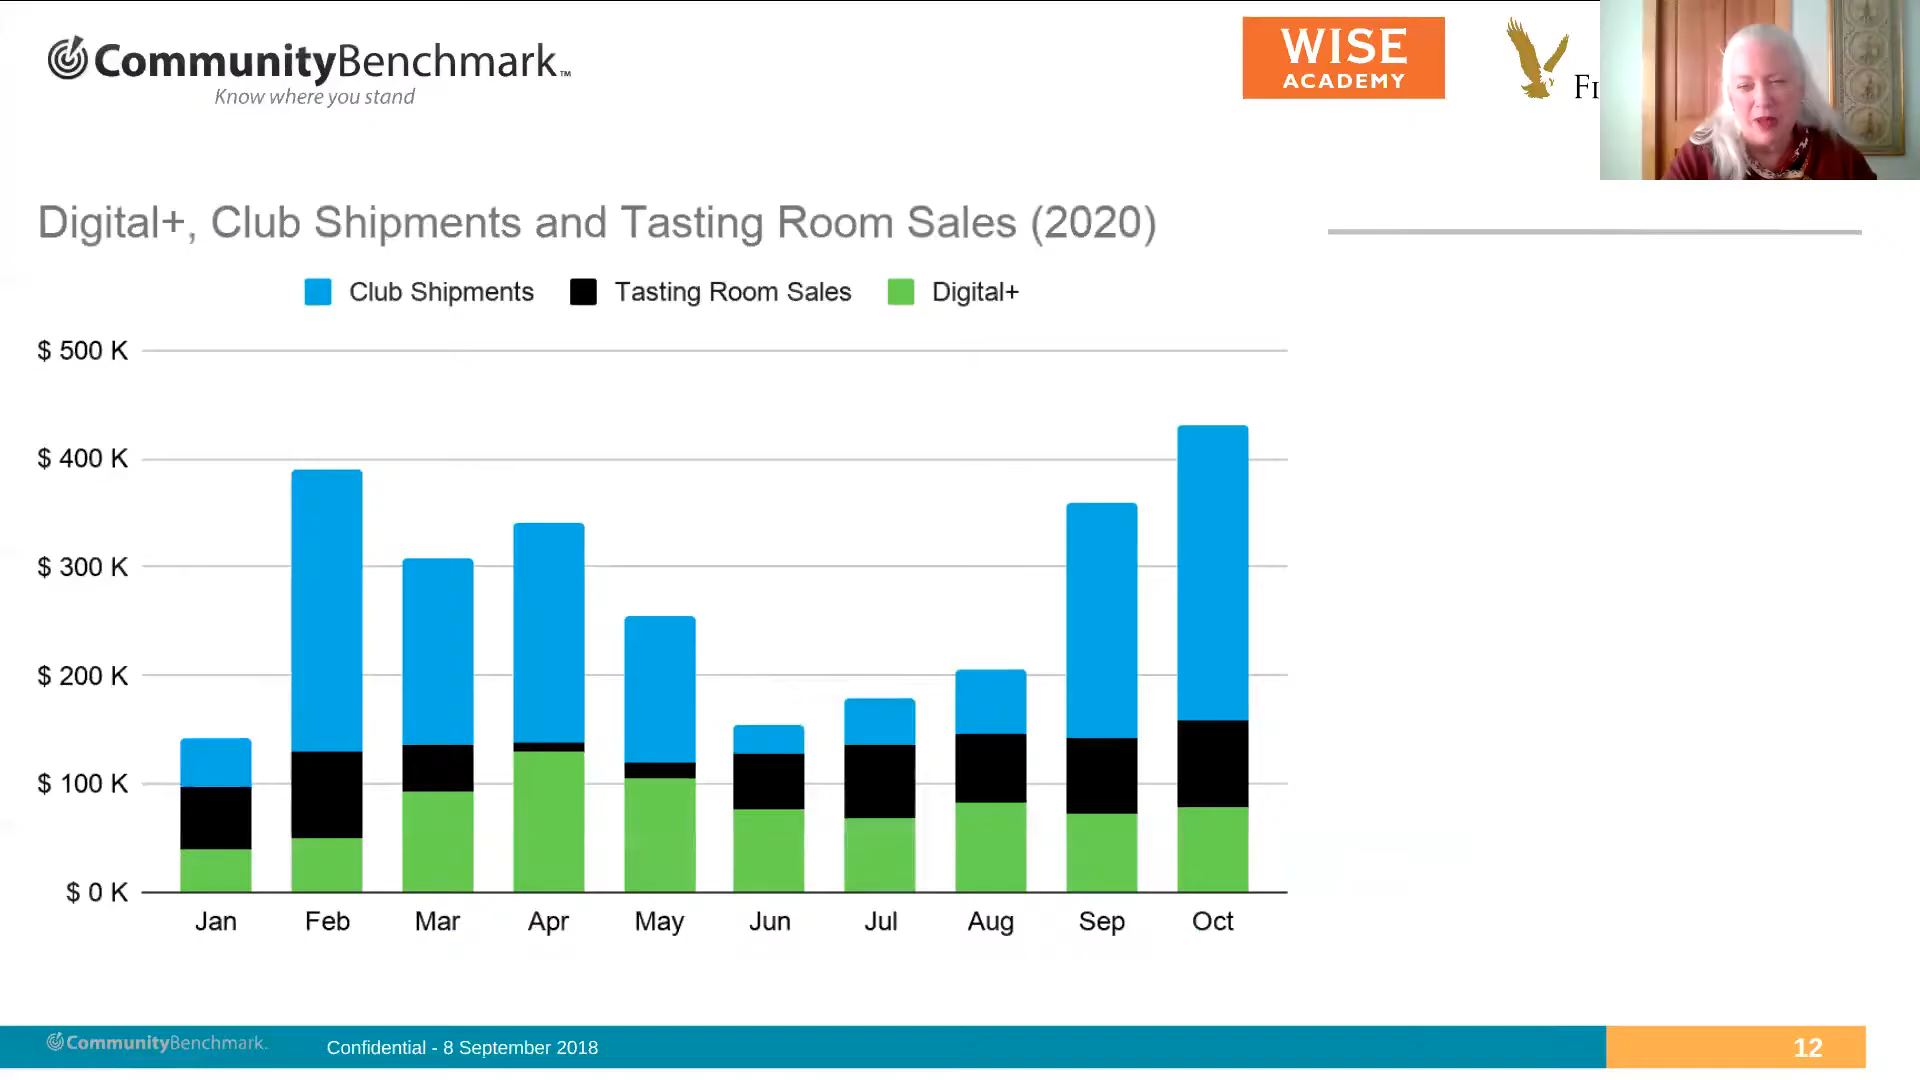 CommunityBenchmark™
Know where you stand
WISE
ACADEMY
Digital+, Club Shipments and Tasting Room Sales (2020)
Club Shipments Tasting Room Sales Digital+
$ 500 K
$ 400 K
$ 300 K
$ 200 K
$ 100 K
$ 0 K
Jan Feb Mar Apr May Jun Jul Aug Sep Oct
CommunityBenchmark.
Confidential - 8 September 2018
12